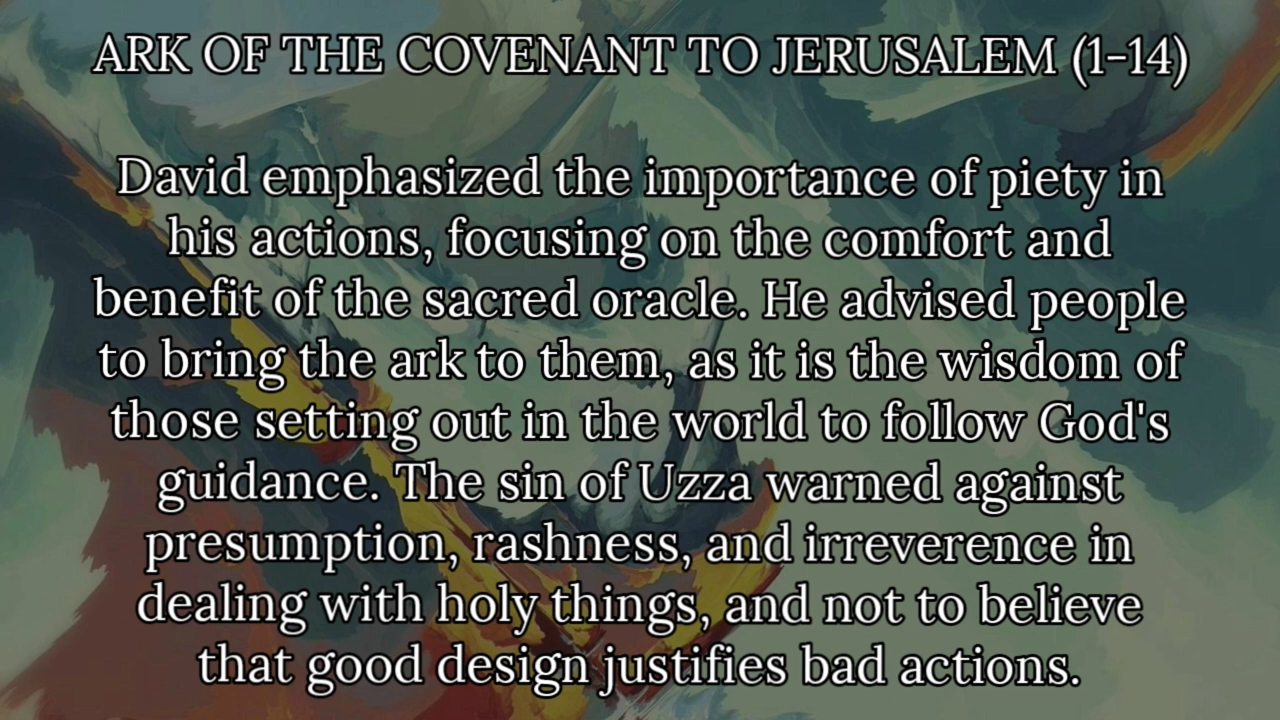 ARK OF THE COVENANT TO JERUSALEM (1-14)
David emphasized the importance of piety in
his actions, focusing on the comfort and
benefit of the sacred oracle. He advised people
to bring the ark to them, as it is the wisdom of
those setting out in the world to follow God's
guidance. The sin of Uzza warned against
presumption, rashness, and irreverence in
dealing with holy things, and not to believe
that good design justifies bad actions.